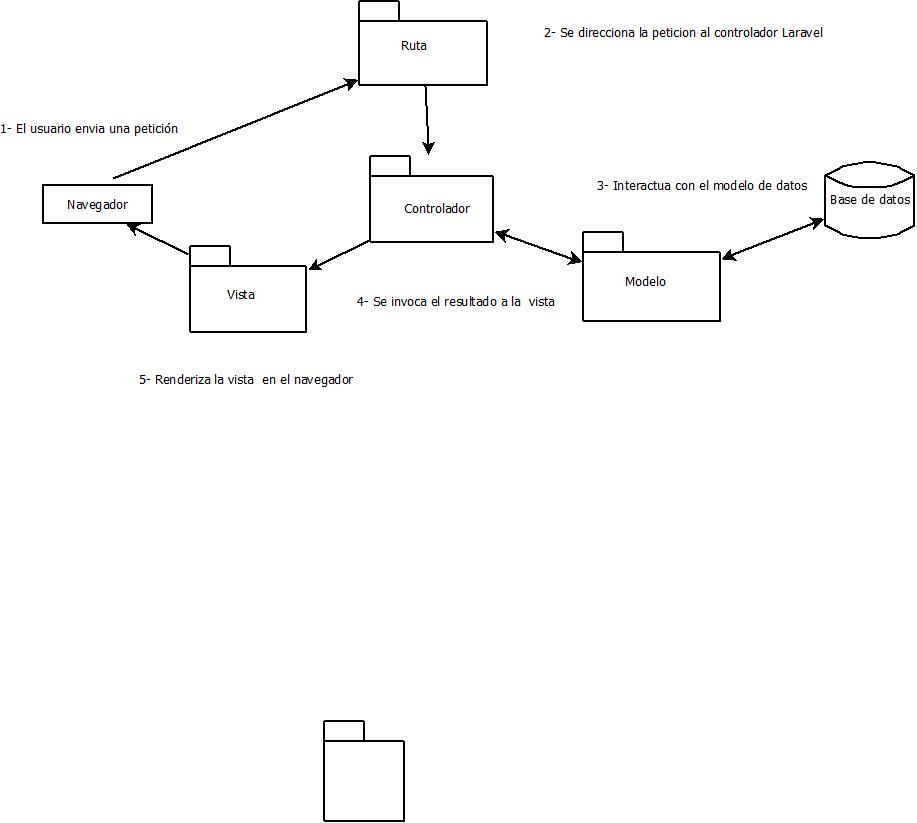 Ruta
2- Se direcciona la peticion al controlador Laravel
1- El usuario envia una petición
Navegador
Controlador
3- Interactua con el modelo de datos
Base de datos
Vista
Modelo
4- Se invoca el resultado a la  vista
5- Renderiza la vista  en el navegador